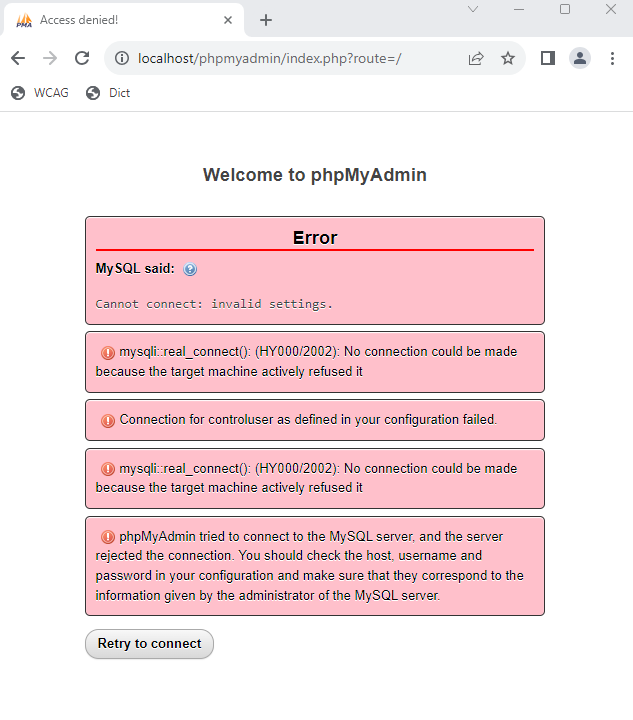 PMA
Access denied!
localhost/phpmyadmin/index.php?route=/
WCAG Dict
Welcome to phpMyAdmin
Error
MySQL said:
Cannot connect: invalid settings.
mysqli::real_connect(): (HY000/2002): No connection could be made
because the target machine actively refused it
Connection for controluser as defined in your configuration failed.
mysqli::real_connect(): (HY000/2002): No connection could be made
because the target machine actively refused it
phpMyAdmin tried to connect to the MySQL server, and the server
rejected the connection. You should check the host, username and
password in your configuration and make sure that they correspond to the
information given by the administrator of the MySQL server.
Retry to connect